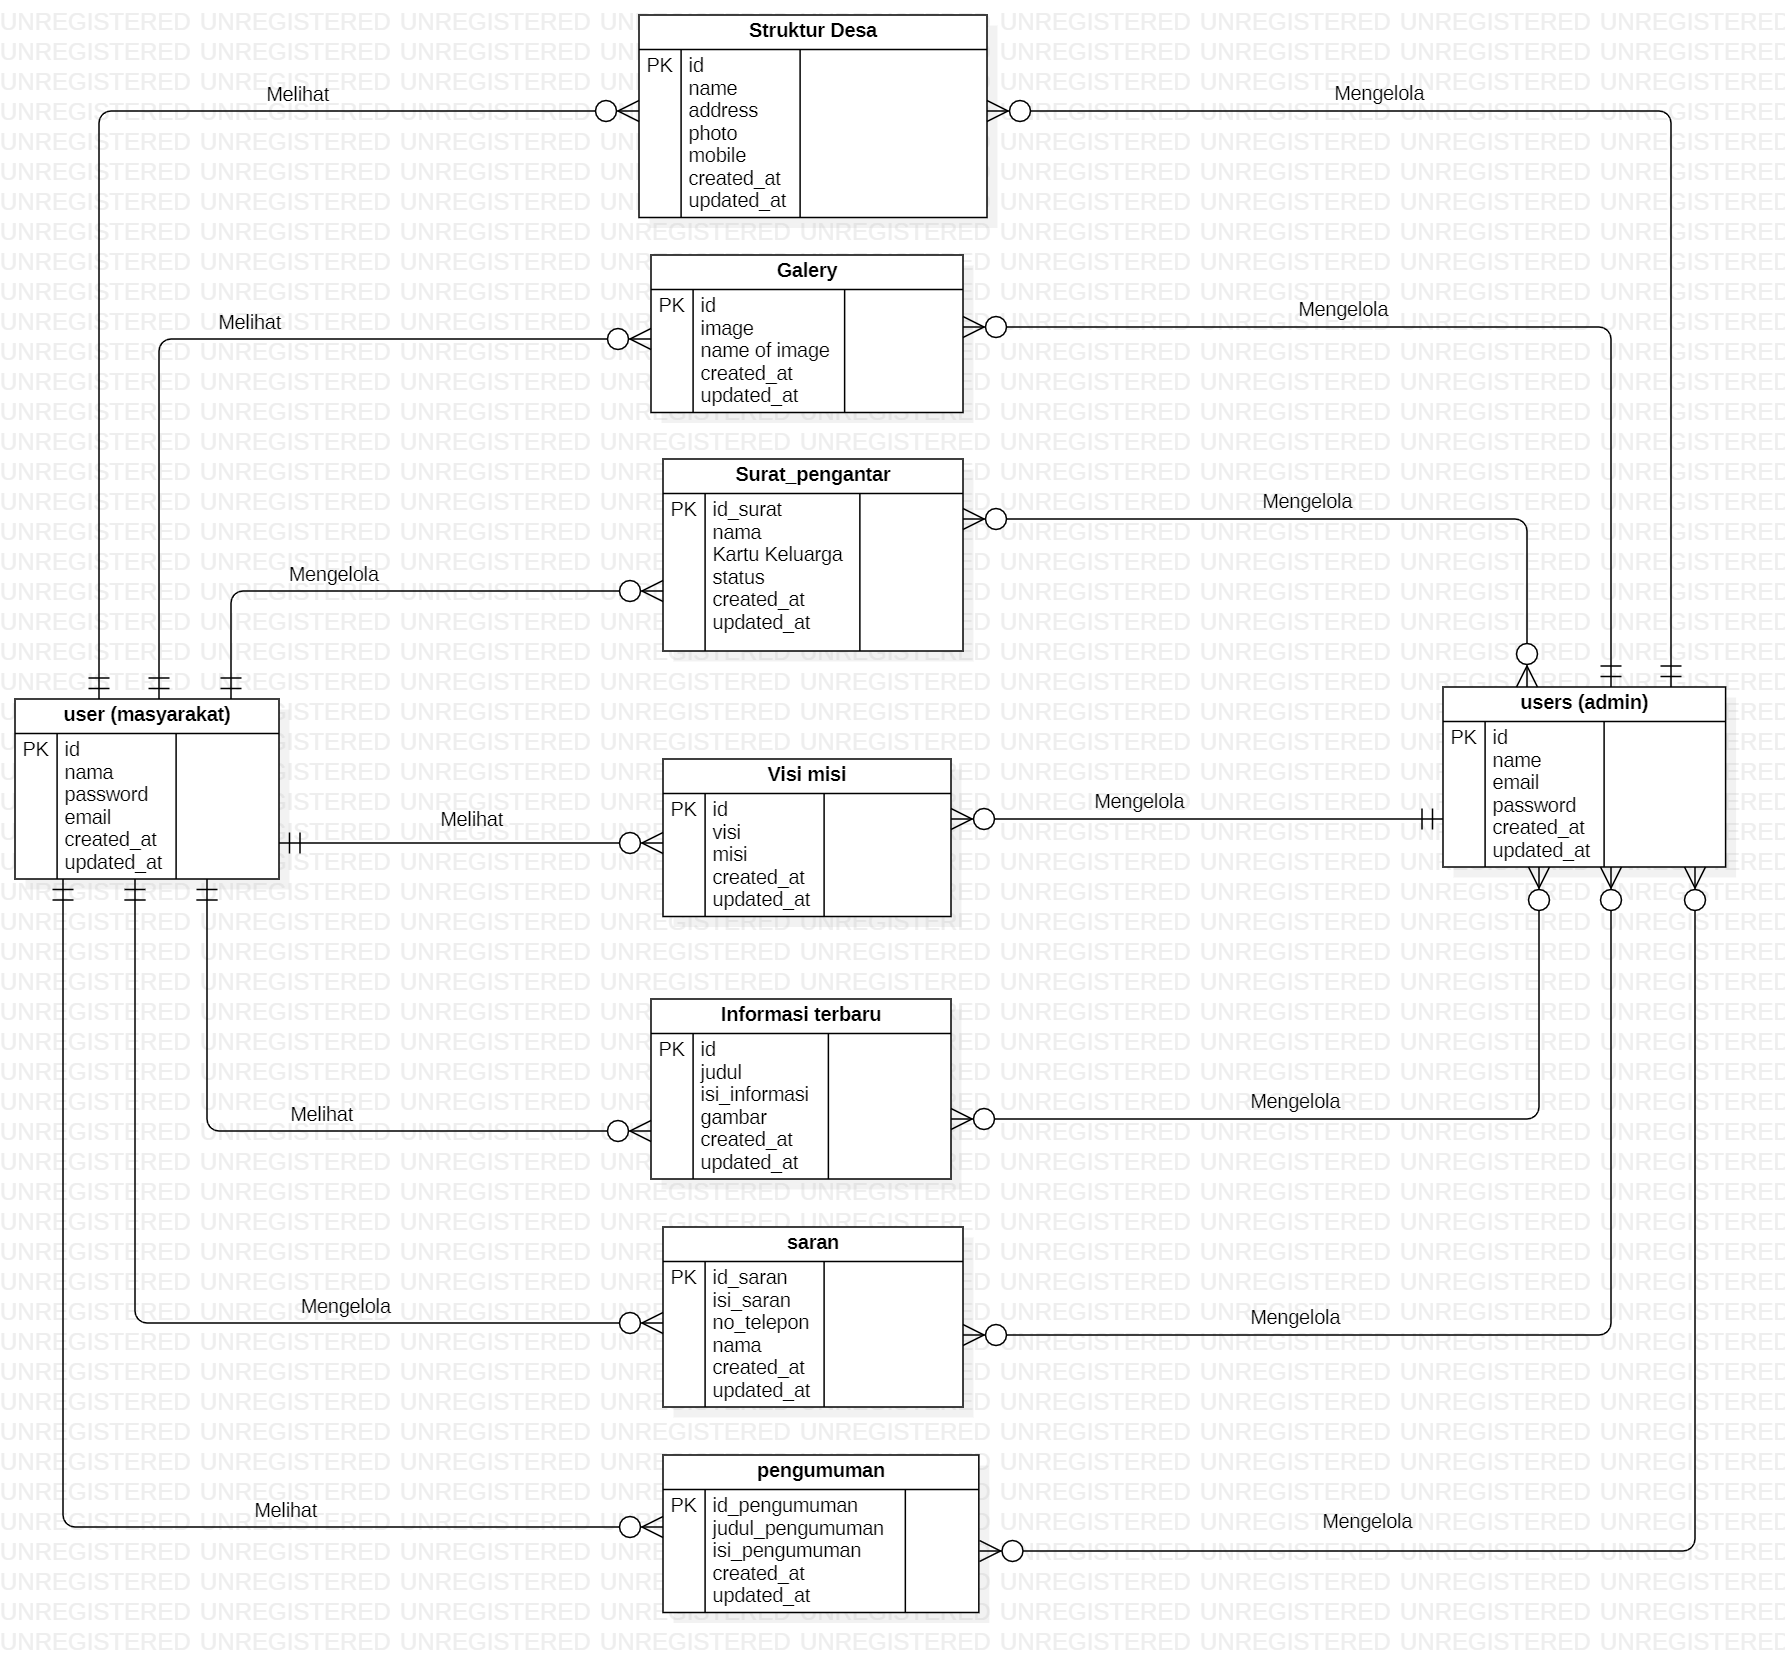 Struktur Desa
PK id
name
address
photo
mobile
created_at
updated_at
Melihat
Mengelola
Galery
PK id
image
name of image
created_at
updated_at
Melihat
Mengelola
Surat_pengantar
PK id_surat
nama
Kartu Keluarga
status
created_at
updated_at
Mengelola
Mengelola
user (masyarakat)
PK id
nama
password
email
created_at
updated_at
users (admin)
PK id
name
email
password
created_at
updated_at
Visi misi
PK id
visi
misi
created_at
updated_at
Melihat
Mengelola
Informasi terbaru
PK id
judul
isi_informasi
gambar
created_at
updated_at
Melihat
Mengelola
saran
PK id_saran
isi_saran
no_telepon
nama
created_at
updated_at
Mengelola
Mengelola
pengumuman
PK id_pengumuman
judul_pengumuman
isi_pengumuman
created_at
updated_at
Melihat
Mengelola
UNREGISTERED